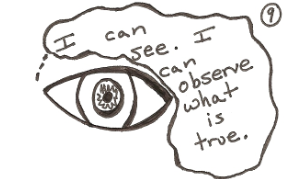 9
I can see. I
can
observe
what
is
true.